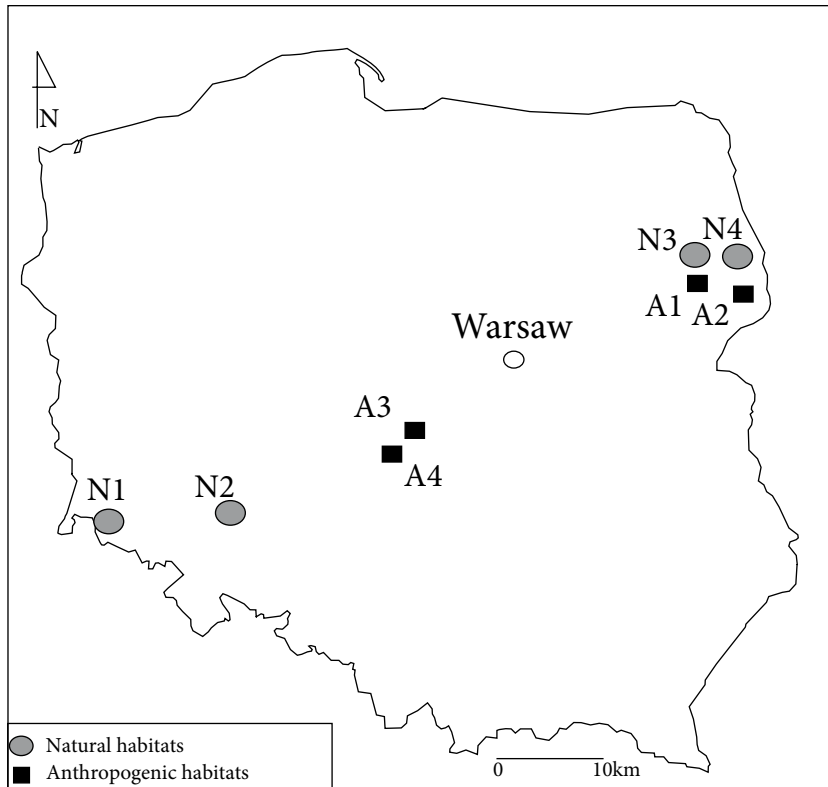 N
N3 N4
A1 A2
Warsaw
A3
A4
N1 N2
Natural habitats
Anthropogenic habitats
0 10km